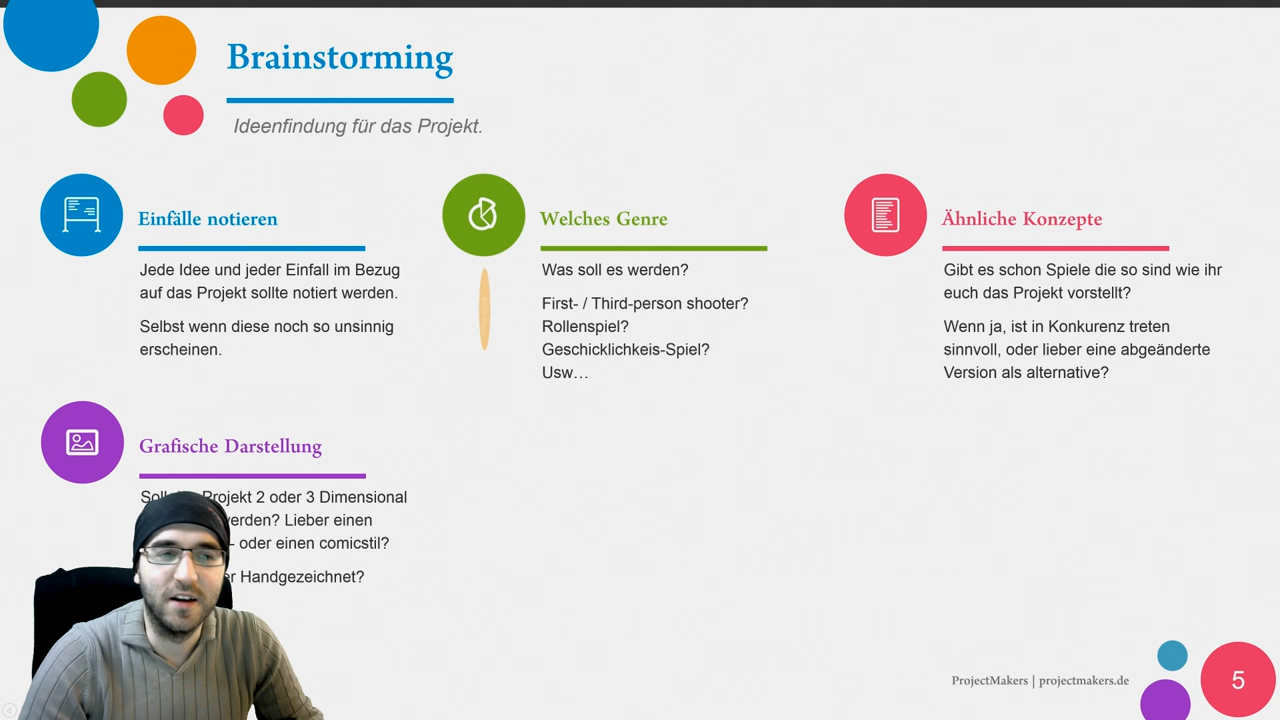 Brainstorming
Ideenfindung für das Projekt.
Einfälle notieren
Jede Idee und jeder Einfall im Bezug
auf das Projekt sollte notiert werden.
Selbst wenn diese noch so unsinnig
erscheinen.
Welches Genre
Was soll es werden?
First- / Third-person shooter?
Rollenspiel?
Geschicklichkeis-Spiel?
Usw…
Ähnliche Konzepte
Gibt es schon Spiele die so sind wie ihr
euch das Projekt vorstellt?
Wenn ja, ist in Konkurenz treten
sinnvoll, oder lieber eine abgeänderte
Version als alternative?
Grafische Darstellung
Projekt 2 oder 3 Dimensional
werden? Lieber einen
- oder einen comicstil?
Handgezeichnet?
ProjectMakers | projectmakers.de
5